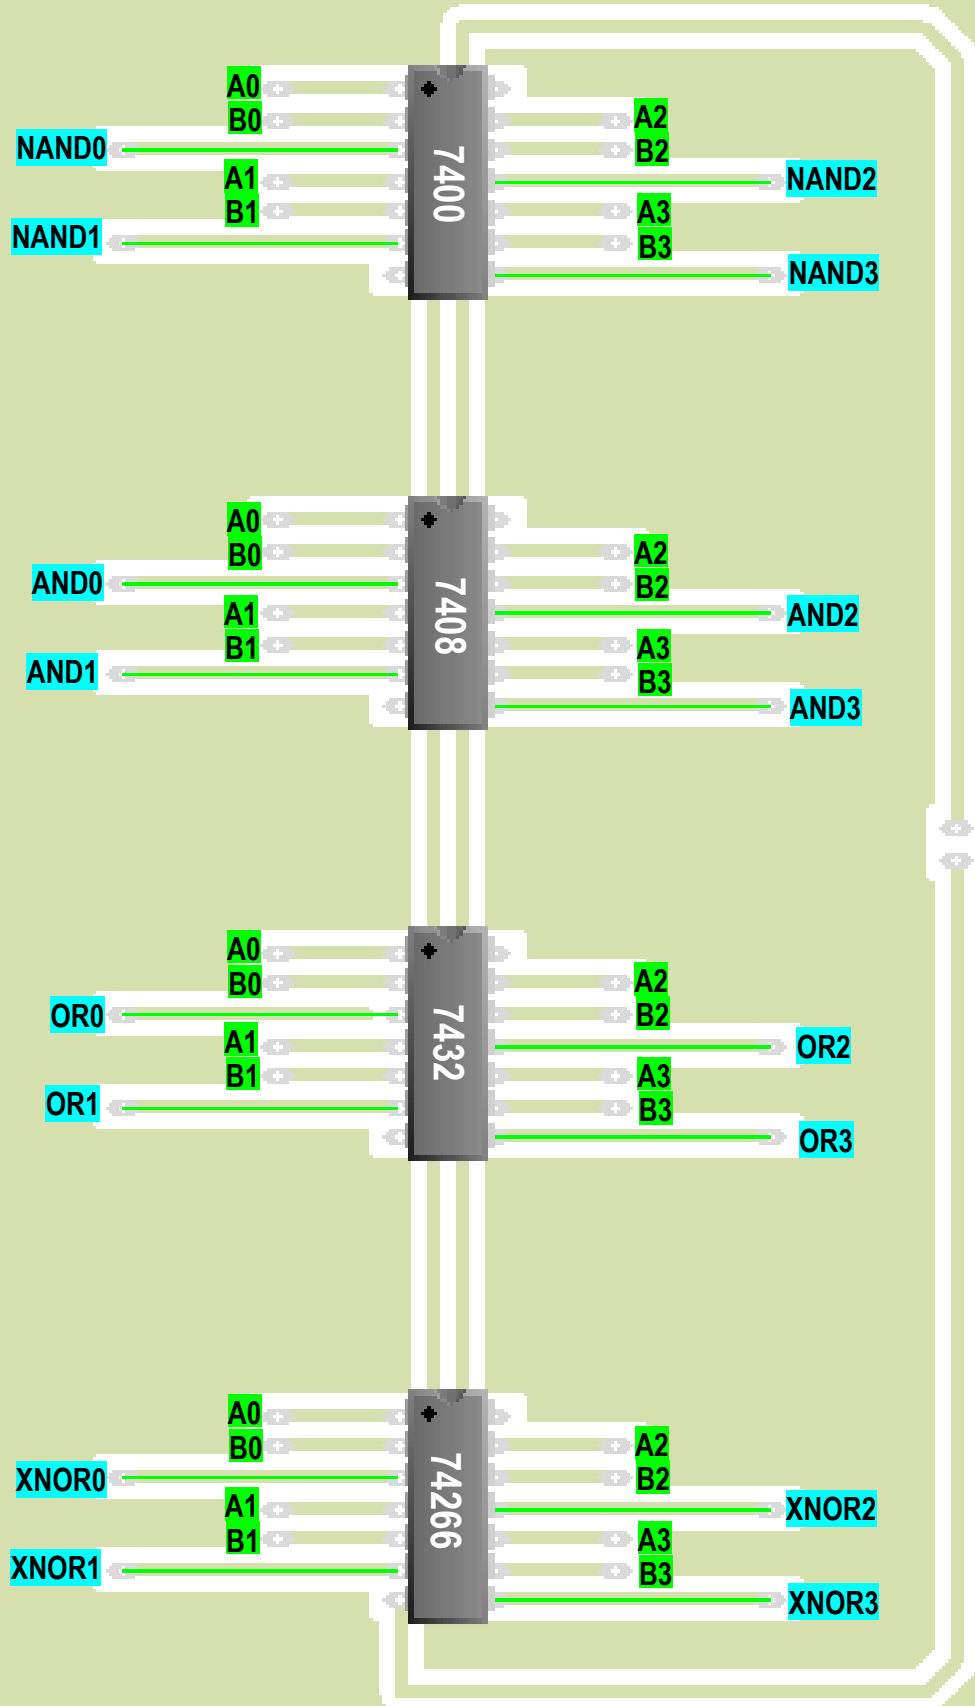 A0
B0
NAND0
A1
B1
NAND1
7400
A2
B2
NAND2
A3
B3
NAND3
A0
B0
AND0
A1
B1
AND1
7408
A2
B2
AND2
A3
B3
AND3
A0
B0
OR0
A1
B1
OR1
7432
A2
B2
OR2
A3
B3
OR3
A0
B0
XNOR0
A1
B1
XNOR1
74266
A2
B2
XNOR2
A3
B3
XNOR3